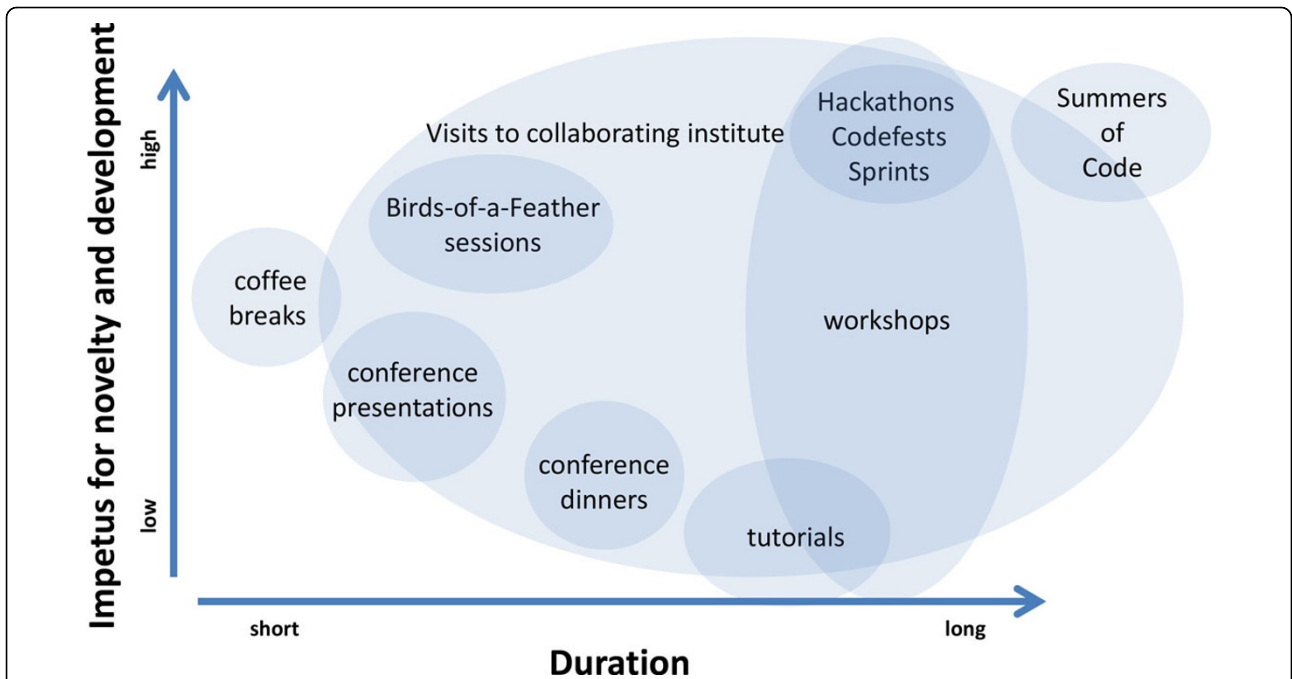 Impetus for novelty and development
high
low
Visits to collaborating institute
Hackathons
Codefests
Sprints
Summers
of
Code
Birds-of-a-Feather
sessions
coffee
breaks
workshops
conference
presentations
conference
dinners
tutorials
short
long
Duration